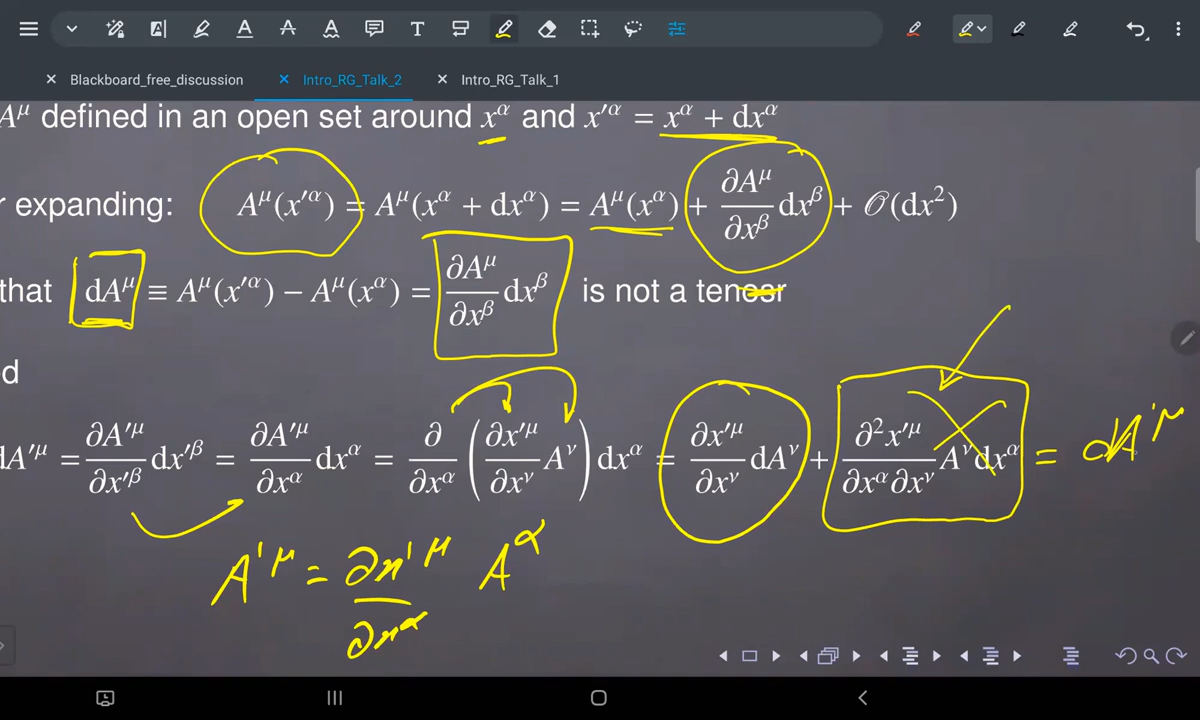 Blackboard_free_discussion Intro_RG_Talk_2 Intro_RG_Talk_1
A^μ defined in an open set around x^α and x′^α = x^α + dx^α
r expanding: A^μ(x′^α) = A^μ(x^α + dx^α) = A^μ(x^α) + ∂A^μ/∂x^β dx^β + 𝒪(dx²)
that dA^μ ≡ A^μ(x′^α) − A^μ(x^α) = ∂A^μ/∂x^β dx^β is not a tensor
d
dA′^μ = ∂A′^μ/∂x′^β dx′^β = ∂A′^μ/∂x^α dx^α = ∂/∂x^α (∂x′^μ/∂x^ν A^ν) dx^α = ∂x′^μ/∂x^ν dA^ν + ∂²x′^μ/∂x^α∂x^ν A^ν dx^α = dA′^μ
A′^μ = ∂x′^μ/∂x^α A^α